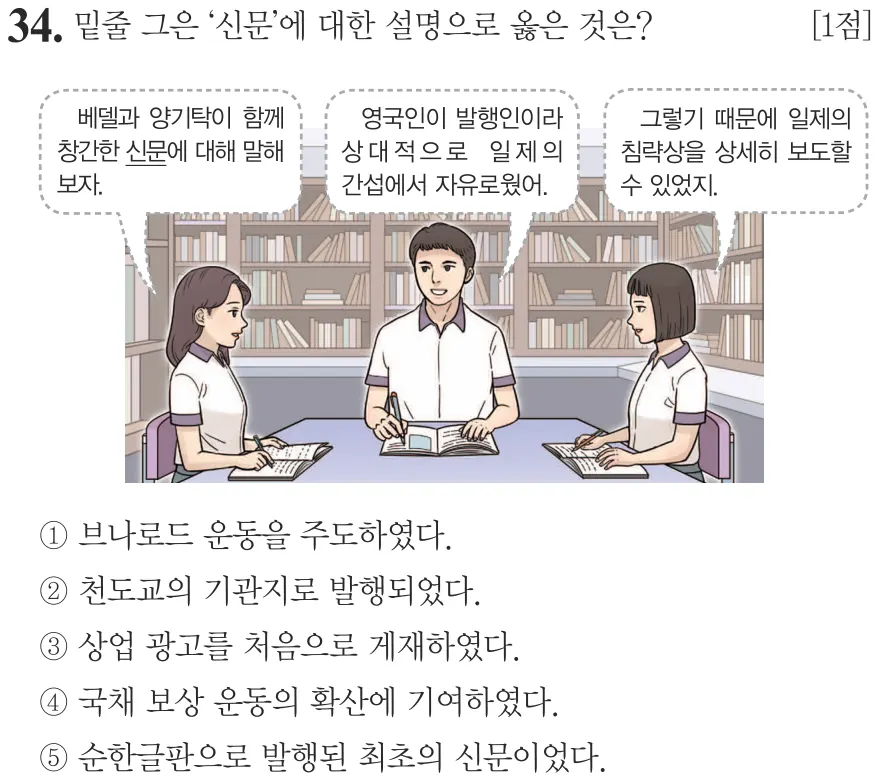 34. 밑줄 그은 ‘신문’에 대한 설명으로 옳은 것은? [1점]
베델과 양기탁이 함께
창간한 신문에 대해 말해
보자.
영국인이 발행인이라
상대적으로 일제의
간섭에서 자유로웠어.
그렇기 때문에 일제의
침략상을 상세히 보도할
수 있었지.
① 브나로드 운동을 주도하였다.
② 천도교의 기관지로 발행되었다.
③ 상업 광고를 처음으로 게재하였다.
④ 국채 보상 운동의 확산에 기여하였다.
⑤ 순한글판으로 발행된 최초의 신문이었다.